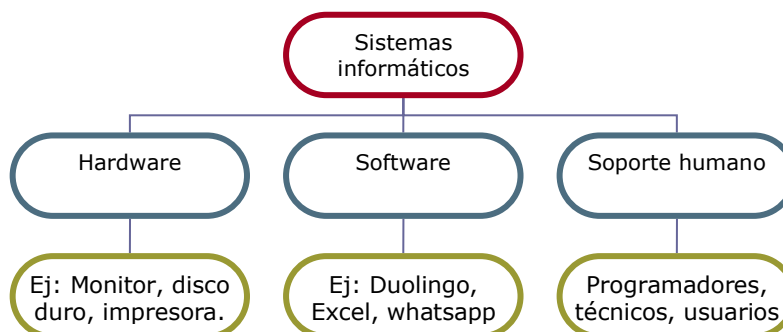 Sistemas
informáticos
Hardware
Software
Soporte humano
Ej: Monitor, disco
duro, impresora.
Ej: Duolingo,
Excel, whatsapp
Programadores,
técnicos, usuarios